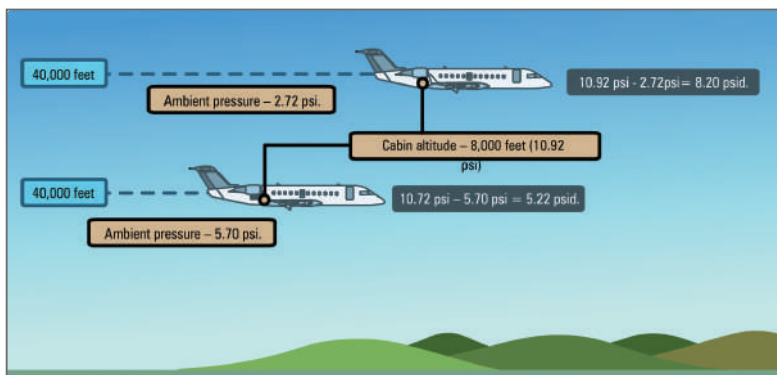 40,000 feet
10.92 psi - 2.72psi= 8.20 psid.
Ambient pressure – 2.72 psi.
Cabin altitude – 8,000 feet (10.92
psi)
40,000 feet
10.72 psi – 5.70 psi = 5.22 psid.
Ambient pressure – 5.70 psi.